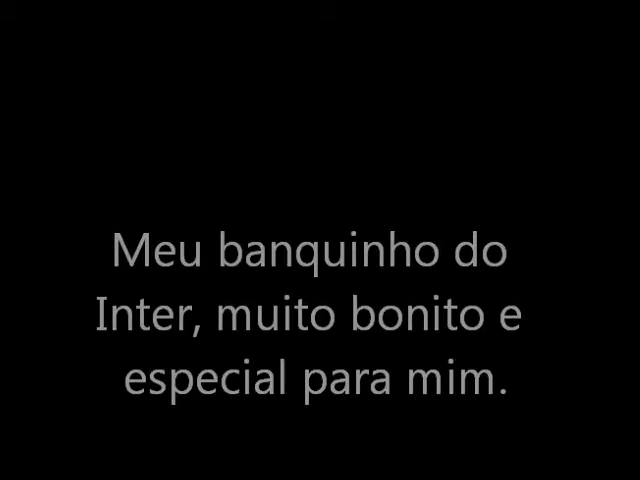 Meu banquinho do
Inter, muito bonito e
especial para mim.